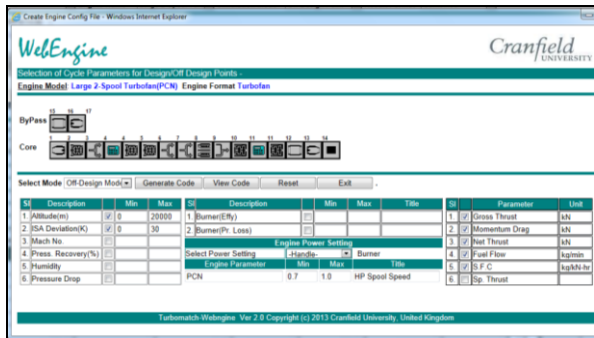 Create Engine Config File - Windows Internet Explorer
WebEngine
Cranfield
UNIVERSITY
Selection of Cycle Parameters for Design/Off Design Points -
Engine Model Large 2-Spool Turbofan(PCN) Engine Format Turbofan
15 16 17
ByPass
1 2 3 4 5 6 7 8 9 10 11 12 13 14
Core
Select Mode Off-Design Mode Generate Code View Code Reset Exit .
Sl Description Min Max Sl Description Min Max Title Sl Parameter Unit
1. Altitude(m) 0 20000 1. Burner(Effy) 1. Gross Thrust kN
2. ISA Deviation(K) 0 30 2. Burner(Pr. Loss) 2. Momentum Drag kN
3. Mach No. Engine Power Setting 3. Net Thrust kN
4. Press. Recovery(%) Select Power Setting -Handle- Burner 4. Fuel Flow kg/min
5. Humidity Engine Parameter Min Max Title 5. S.F.C kg/kN-hr
6. Pressure Drop PCN 0.7 1.0 HP Spool Speed 6. Sp. Thrust
Turbomatch-Webngine Ver 2.0 Copyright (c) 2013 Cranfield University, United Kingdom